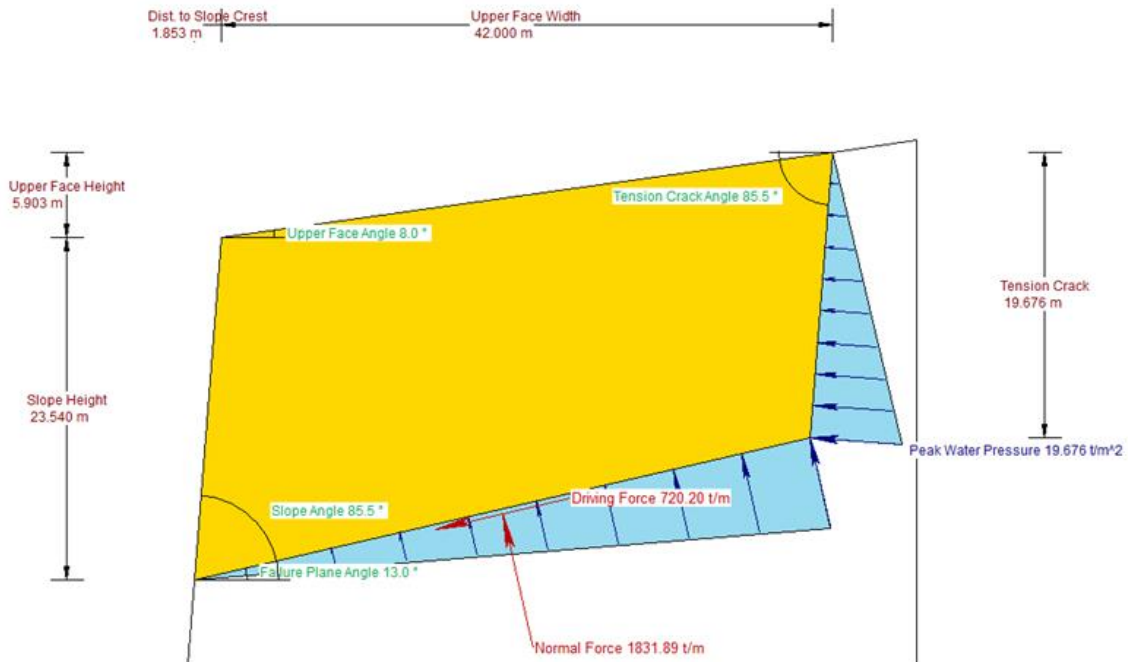 Dist. to Slope Crest
1.853 m
Upper Face Width
42.000 m
Upper Face Height
5.903 m
Tension Crack Angle 85.5 °
Upper Face Angle 8.0 °
Tension Crack
19.676 m
Slope Height
23.540 m
Peak Water Pressure 19.676 t/m^2
Driving Force 720.20 t/m
Slope Angle 85.5 °
Failure Plane Angle 13.0 °
Normal Force 1831.89 t/m